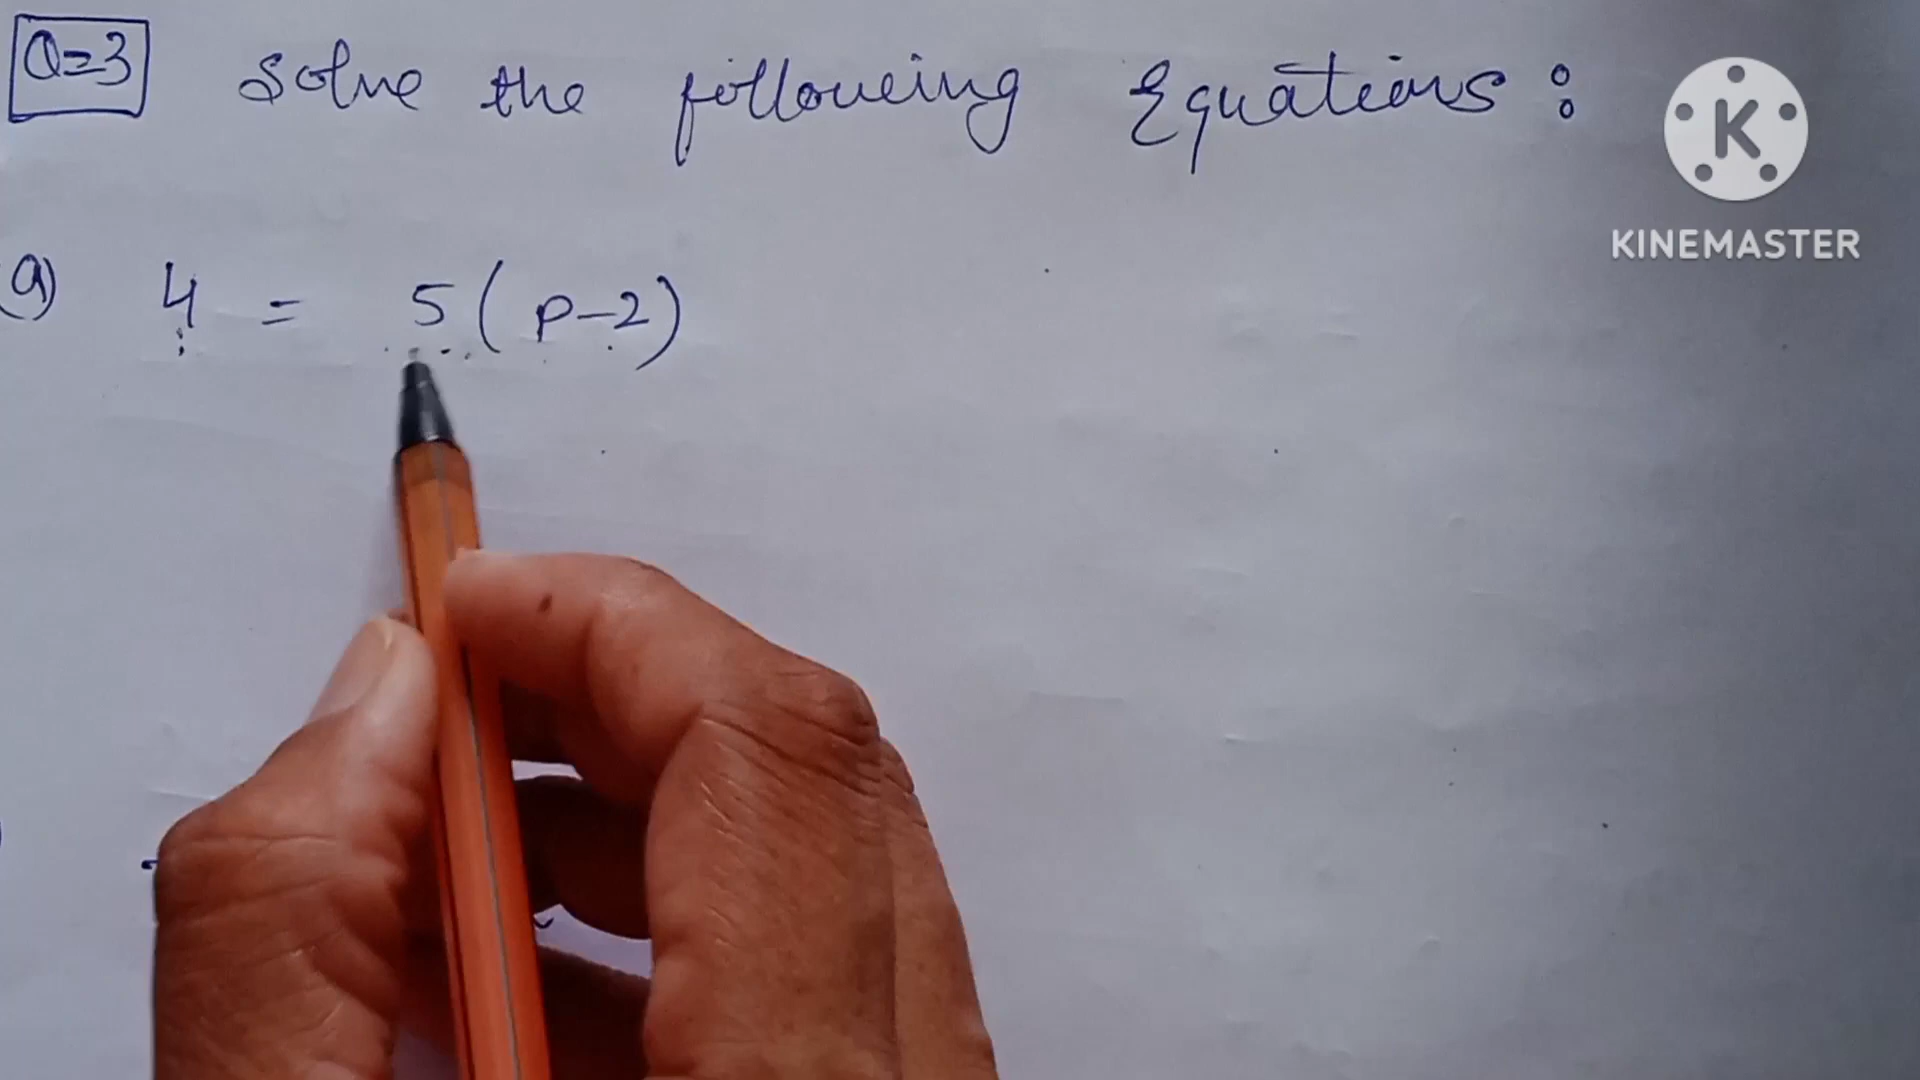 Q=3 Solve the following Equations:
K
KINEMASTER
a) 4 = 5(p-2)